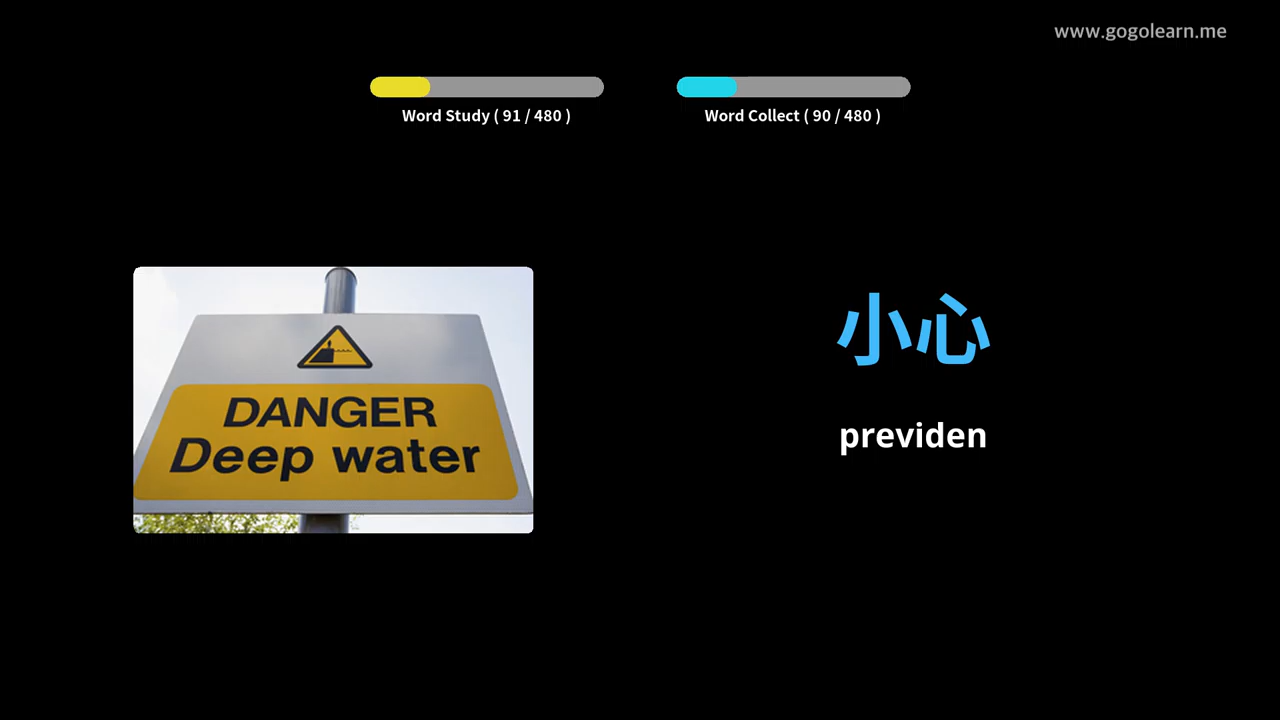 www.gogolearn.me
Word Study ( 91 / 480 )
Word Collect ( 90 / 480 )
DANGER
Deep water
小心
previden